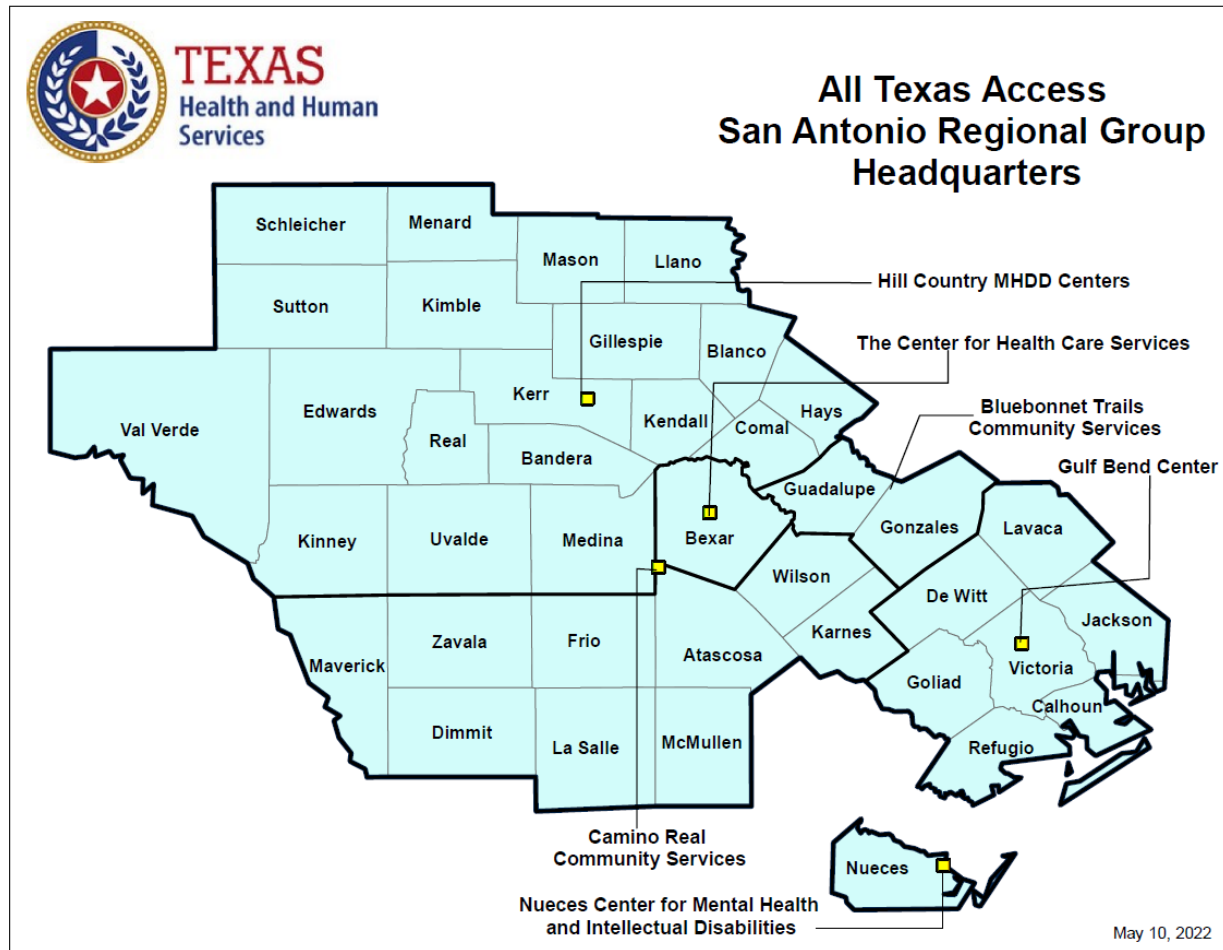 TEXAS
Health and Human
Services
All Texas Access
San Antonio Regional Group
Headquarters
Schleicher
Menard
Mason
Llano
Hill Country MHDD Centers
Sutton
Kimble
Gillespie
Blanco
The Center for Health Care Services
Kerr
Hays
Bluebonnet Trails
Community Services
Val Verde
Edwards
Real
Kendall
Comal
Bandera
Gulf Bend Center
Guadalupe
Gonzales
Lavaca
Kinney
Uvalde
Medina
Bexar
Wilson
De Witt
Jackson
Maverick
Zavala
Frio
Atascosa
Karnes
Victoria
Goliad
Calhoun
Dimmit
La Salle
McMullen
Refugio
Camino Real
Community Services
Nueces
Nueces Center for Mental Health
and Intellectual Disabilities
May 10, 2022